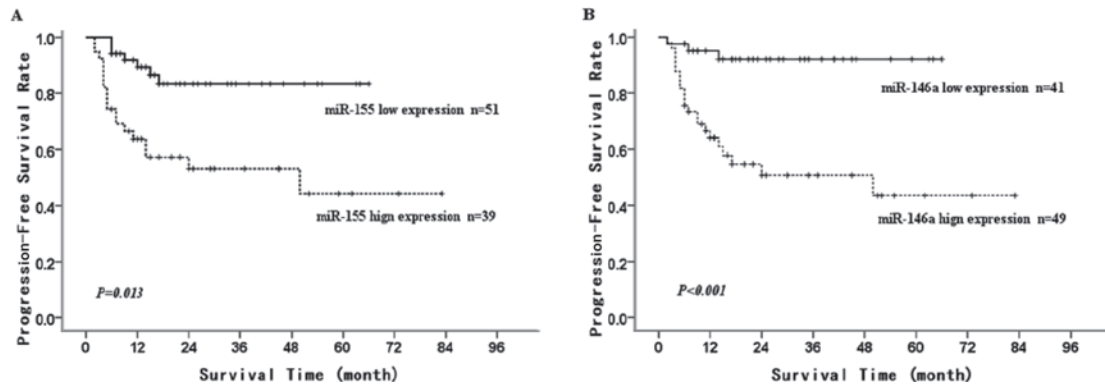 A
Progression-Free Survival Rate
1.0
0.8
0.6
0.4
0.2
0.0
miR-155 low expression n=51
miR-155 hign expression n=39
P=0.013
0 12 24 36 48 60 72 84 96
Survival Time (month)
B
Progression-Free Survival Rate
1.0
0.8
0.6
0.4
0.2
0.0
miR-146a low expression n=41
miR-146a hign expression n=49
P<0.001
0 12 24 36 48 60 72 84 96
Survival Time (month)